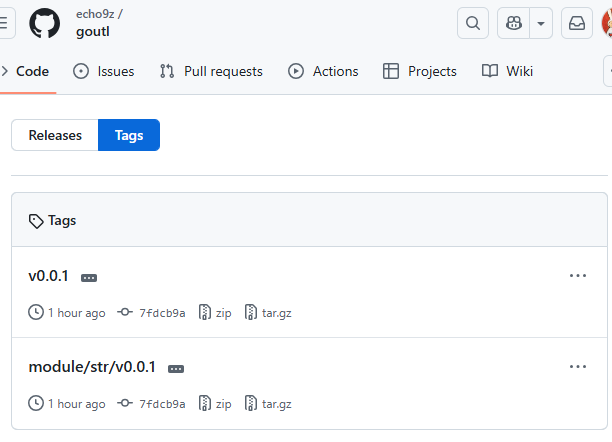 echo9z /
goutl
Code Issues Pull requests Actions Projects Wiki
Releases Tags
Tags
v0.0.1
1 hour ago 7fdcb9a zip tar.gz
module/str/v0.0.1
1 hour ago 7fdcb9a zip tar.gz